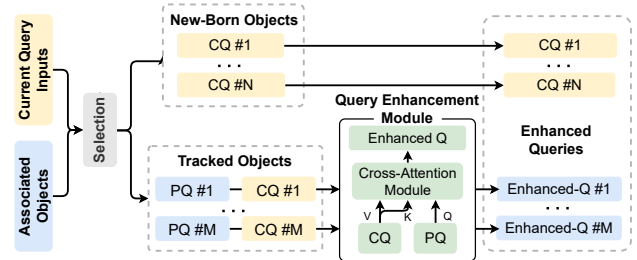 Current Query
Inputs
Associated
Objects
Selection
New-Born Objects
CQ #1
...
CQ #N
Tracked Objects
PQ #1
CQ #1
...
PQ #M
CQ #M
Query Enhancement
Module
Enhanced Q
Cross-Attention
Module
V
K
Q
CQ
PQ
CQ #1
...
CQ #N
Enhanced
Queries
Enhanced-Q #1
...
Enhanced-Q #M